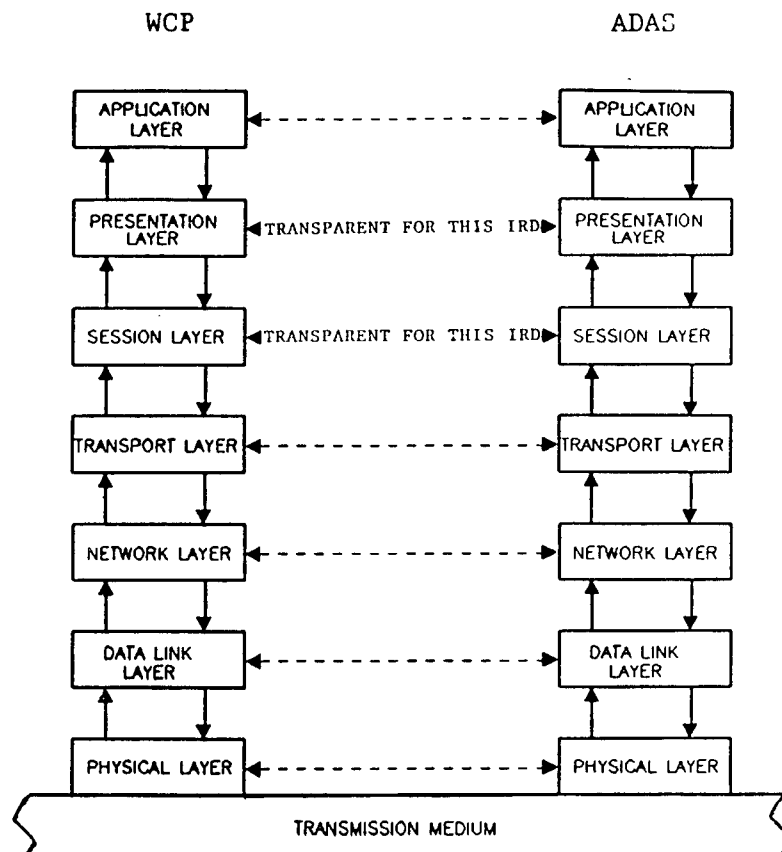 WCP ADAS
APPLICATION LAYER APPLICATION LAYER
PRESENTATION LAYER TRANSPARENT FOR THIS IRD PRESENTATION LAYER
SESSION LAYER TRANSPARENT FOR THIS IRD SESSION LAYER
TRANSPORT LAYER TRANSPORT LAYER
NETWORK LAYER NETWORK LAYER
DATA LINK LAYER DATA LINK LAYER
PHYSICAL LAYER PHYSICAL LAYER
TRANSMISSION MEDIUM